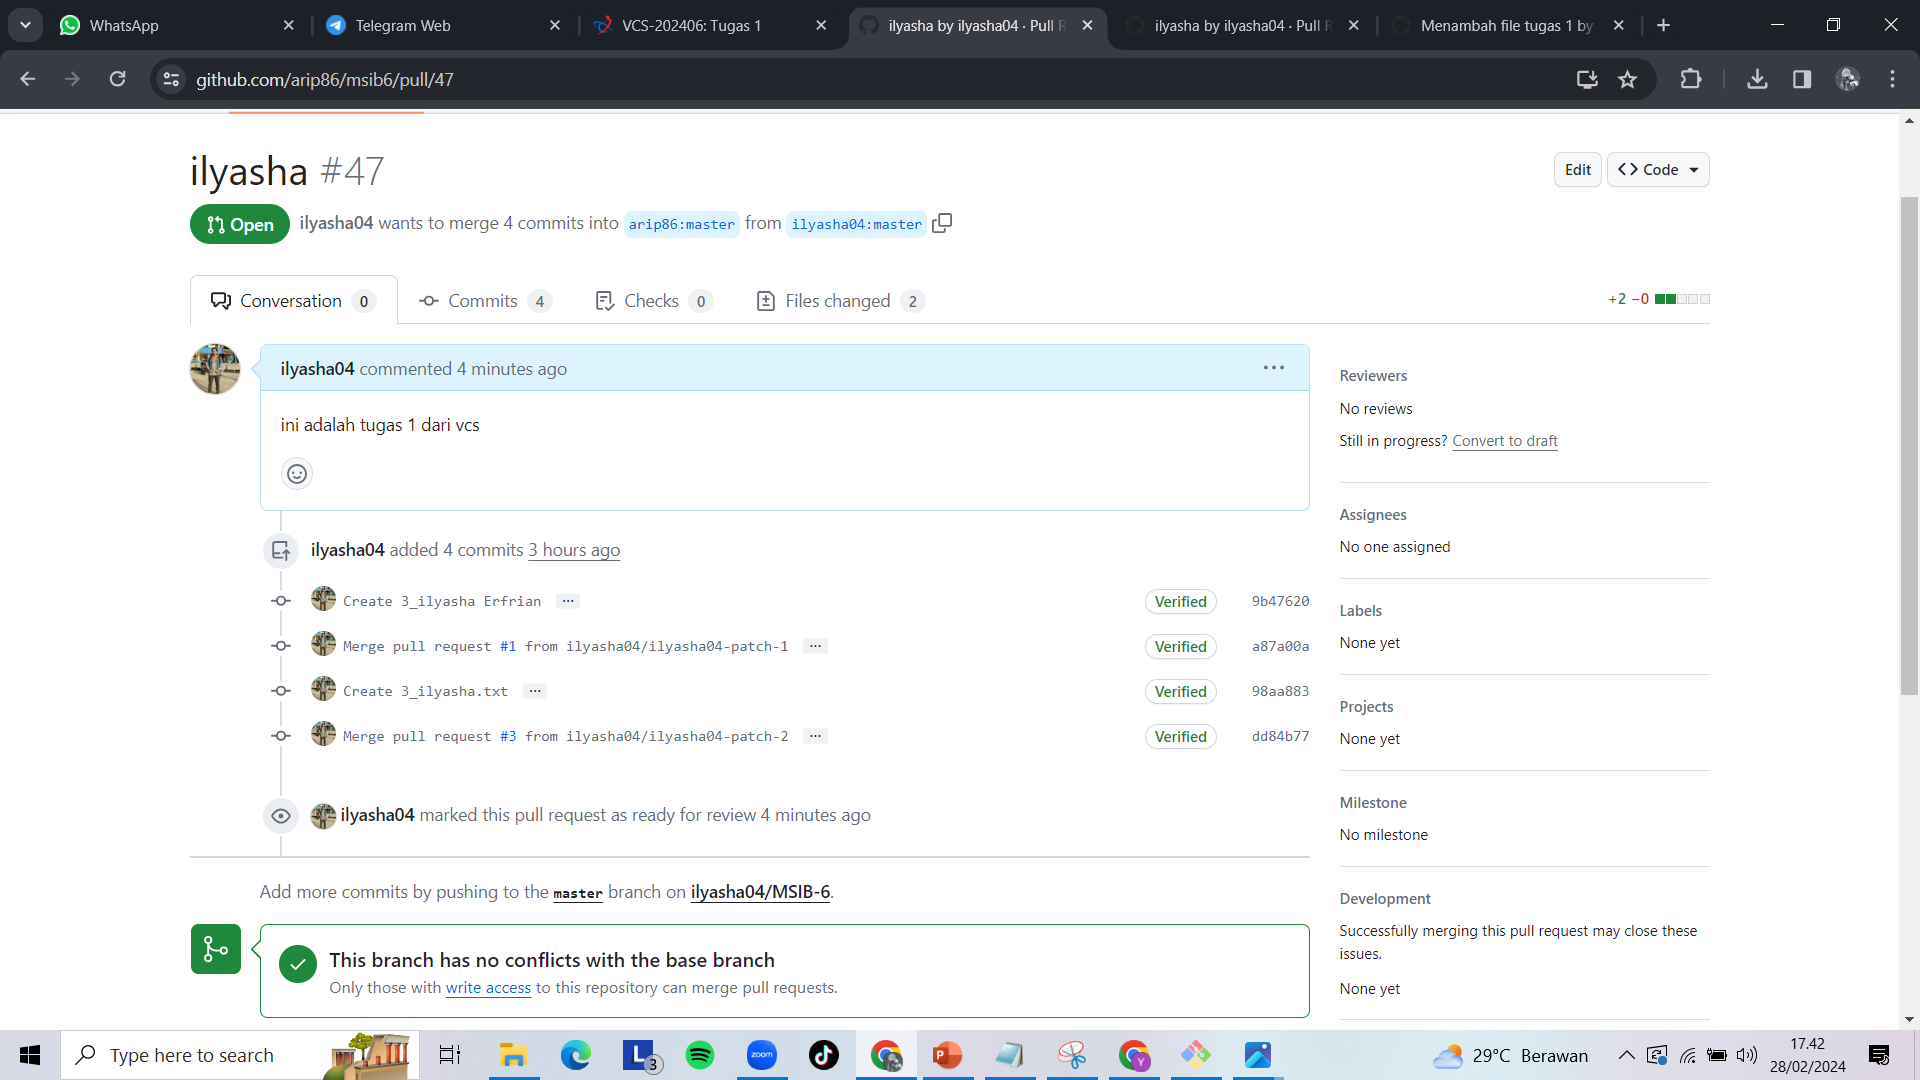 WhatsApp
Telegram Web
VCS-202406: Tugas 1
ilyasha by ilyasha04 · Pull R
ilyasha by ilyasha04 · Pull R
Menambah file tugas 1 by
github.com/arip86/msib6/pull/47
ilyasha #47
Edit
Code
Open
ilyasha04 wants to merge 4 commits into arip86:master from ilyasha04:master
Conversation 0
Commits 4
Checks 0
Files changed 2
+2 −0
ilyasha04 commented 4 minutes ago
ini adalah tugas 1 dari vcs
ilyasha04 added 4 commits 3 hours ago
Create 3_ilyasha Erfrian ... Verified 9b47620
Merge pull request #1 from ilyasha04/ilyasha04-patch-1 ... Verified a87a00a
Create 3_ilyasha.txt ... Verified 98aa883
Merge pull request #3 from ilyasha04/ilyasha04-patch-2 ... Verified dd84b77
ilyasha04 marked this pull request as ready for review 4 minutes ago
Add more commits by pushing to the master branch on ilyasha04/MSIB-6.
This branch has no conflicts with the base branch
Only those with write access to this repository can merge pull requests.
Reviewers
No reviews
Still in progress? Convert to draft
Assignees
No one assigned
Labels
None yet
Projects
None yet
Milestone
No milestone
Development
Successfully merging this pull request may close these
issues.
None yet
Type here to search
L
3
zoom
P
Y
29°C Berawan
17.42
28/02/2024